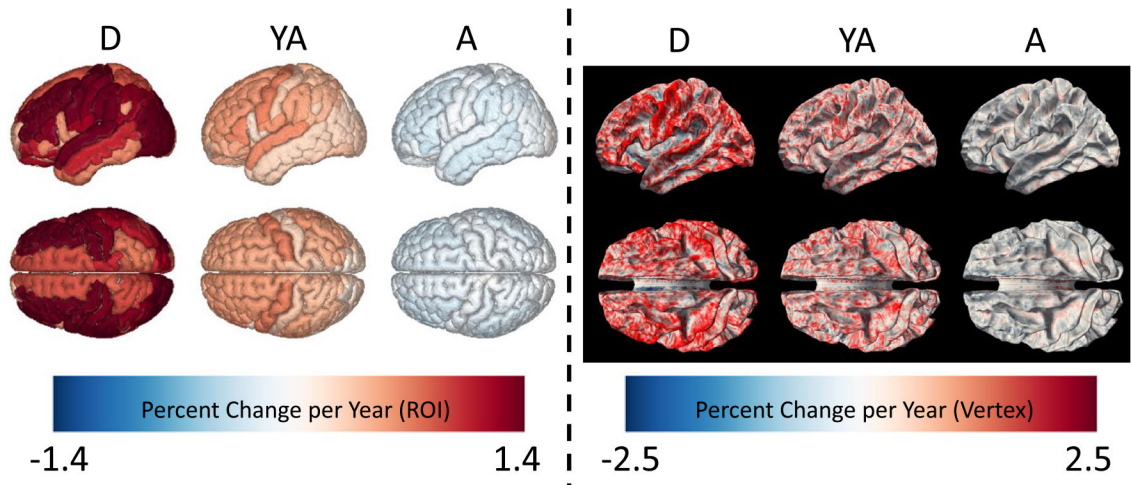 D YA A
Percent Change per Year (ROI)
-1.4 1.4
D YA A
Percent Change per Year (Vertex)
-2.5 2.5